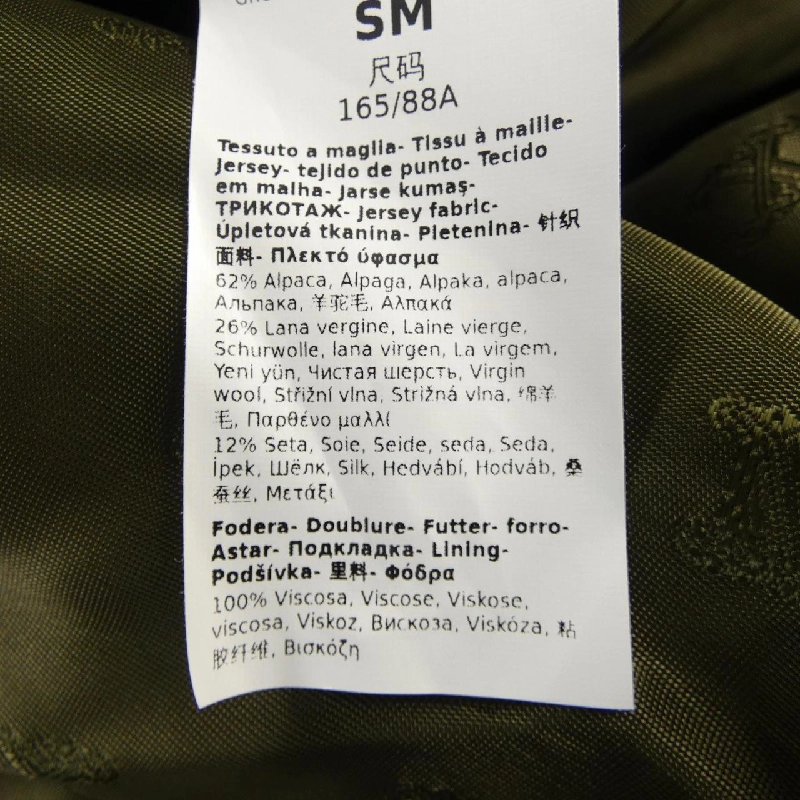 SM
尺码
165/88A
Tessuto a maglia- Tissu à maille-
Jersey- tejido de punto- Tecido
em malha- Jarse kumaş-
ТРИКОТАЖ- Jersey fabric-
Úpletová tkanina- Pletenina- 针织
面料- Πλεκτό ύφασμα
62% Alpaca, Alpaga, Alpaka, alpaca,
Альпака, 羊驼毛, Αλπακά
26% Lana vergine, Laine vierge,
Schurwolle, lana virgen, La virgem,
Yeni yün, Чистая шерсть, Virgin
wool, Střižní vlna, Strižná vlna, 绵羊
毛, Παρθένο μαλλί
12% Seta, Soie, Seide, seda, Seda,
İpek, Шёлк, Silk, Hedvábí, Hodváb, 桑
蚕丝, Μετάξι
Fodera- Doublure- Futter- forro-
Astar- Подкладка- Lining-
Podšívka- 里料- Φόδρα
100% Viscosa, Viscose, Viskose,
viscosa, Viskoz, Вискоза, Viskóza, 粘
胶纤维, Βισκόζη